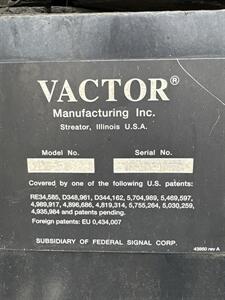 VACTOR®
Manufacturing Inc.
Streator, Illinois U.S.A.
Model No. Serial No.
Covered by one of the following U.S. patents:
RE34,585, D348,961, D344,162, 5,704,989, 5,469,597,
4,989,917, 4,896,686, 4,819,314, 5,755,264, 5,030,259,
4,935,984 and patents pending.
Foreign patents: EU 0,434,007
SUBSIDIARY OF FEDERAL SIGNAL CORP.
43950 rev A